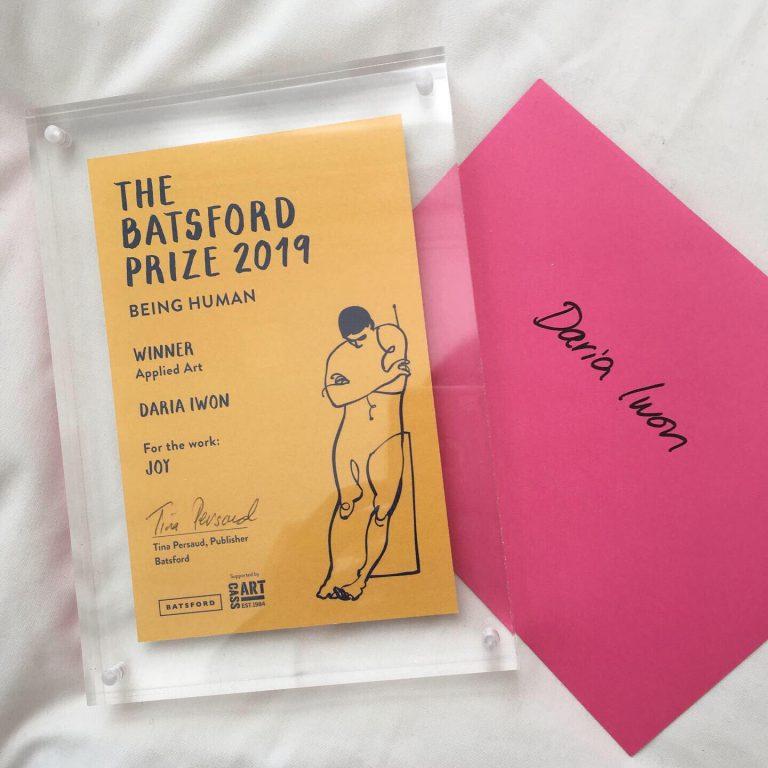 THE
BATSFORD
PRIZE 2019
BEING HUMAN
WINNER
Applied Art
DARIA IWON
For the work:
JOY
Tina Persaud
Tina Persaud, Publisher
Batsford
BATSFORD
Supported by
CASS ART
EST.1984
Daria Iwon